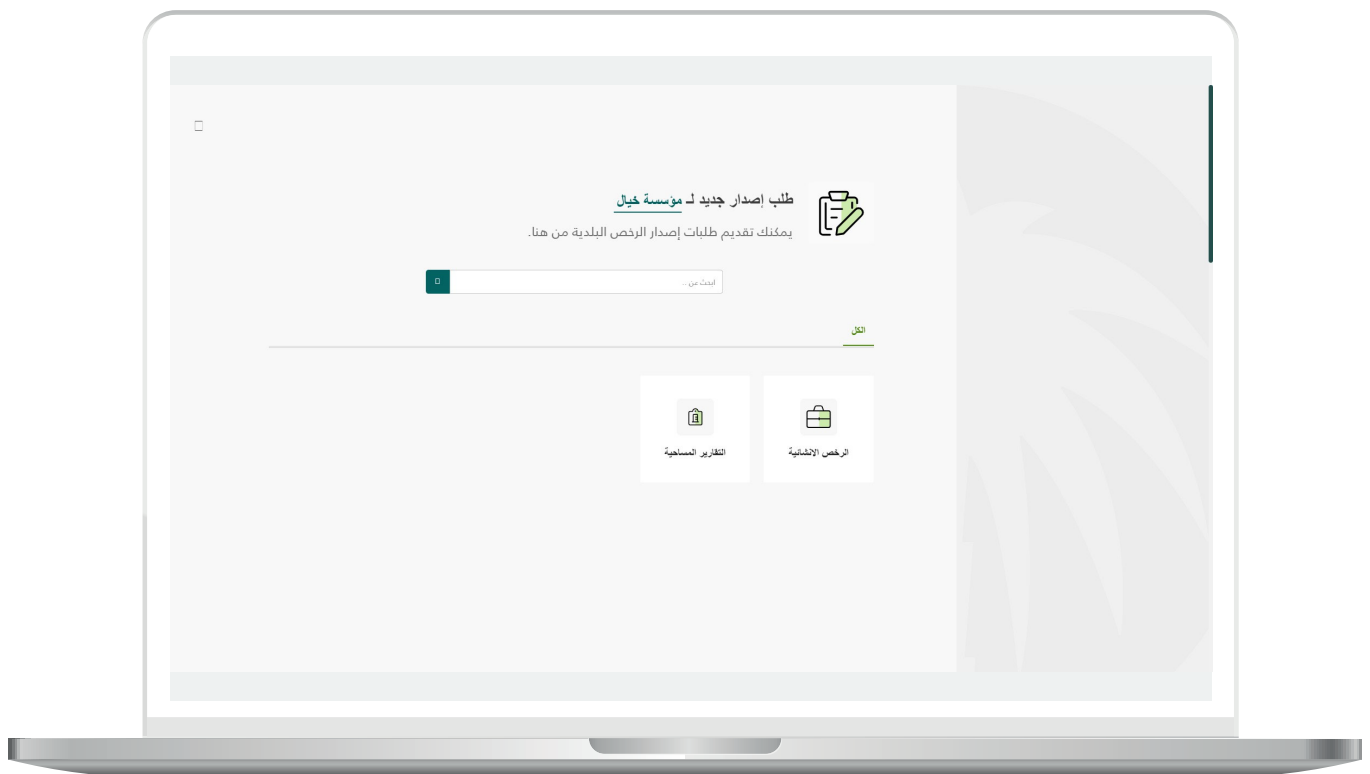 طلب إصدار جديد لـ مؤسسة خيال
يمكنك تقديم طلبات إصدار الرخص البلدية من هنا.
ابحث عن ..
الكل
الرخص الانشائية
التقارير المساحية